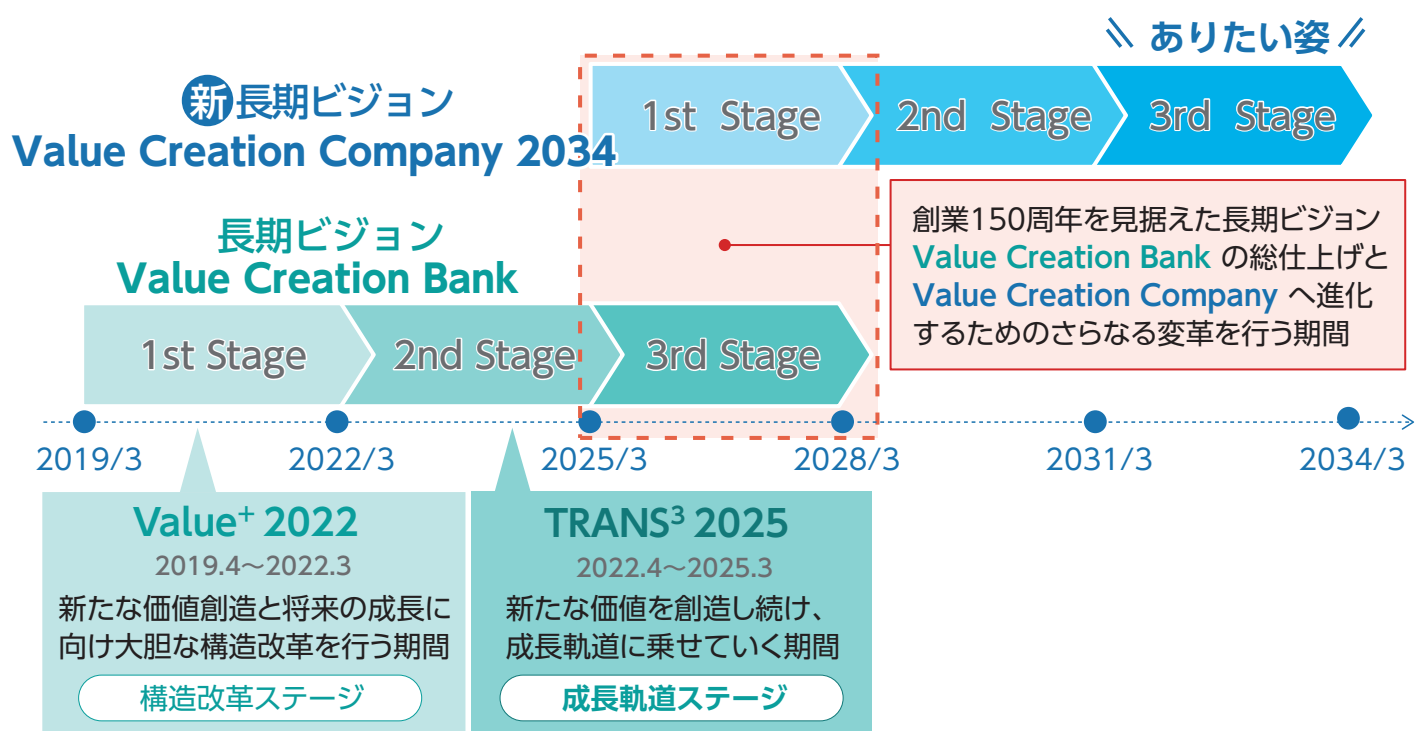 ありたい姿
新長期ビジョン
Value Creation Company 2034
1st Stage
2nd Stage
3rd Stage
長期ビジョン
Value Creation Bank
1st Stage
2nd Stage
3rd Stage
創業150周年を見据えた長期ビジョン
Value Creation Bank の総仕上げと
Value Creation Company へ進化
するためのさらなる変革を行う期間
2019/3
2022/3
2025/3
2028/3
2031/3
2034/3
Value⁺ 2022
2019.4～2022.3
新たな価値創造と将来の成長に
向け大胆な構造改革を行う期間
構造改革ステージ
TRANS³ 2025
2022.4～2025.3
新たな価値を創造し続け、
成長軌道に乗せていく期間
成長軌道ステージ